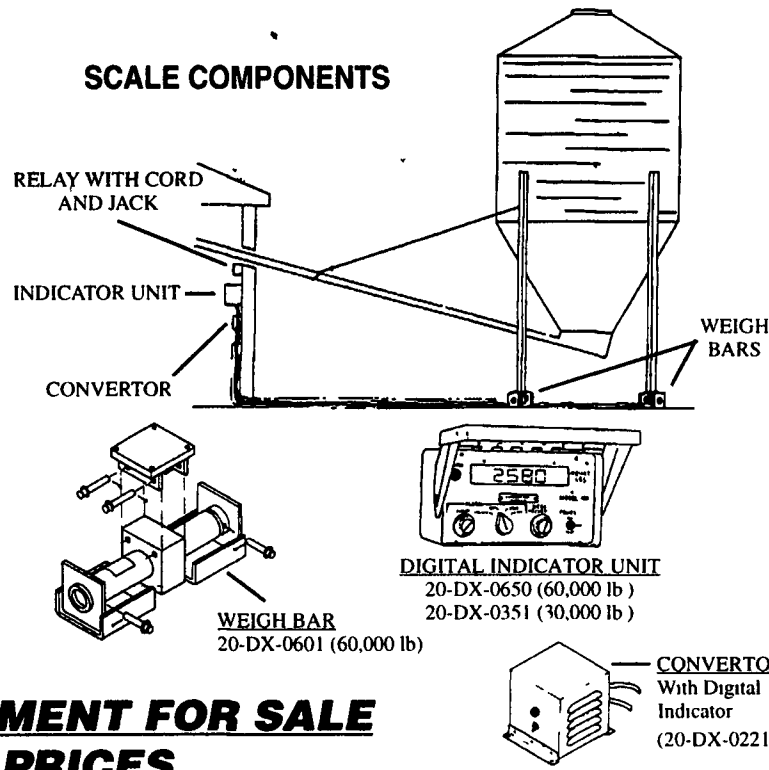 SCALE COMPONENTS
RELAY WITH CORD
AND JACK
INDICATOR UNIT
CONVERTOR
WEIGH
BARS
2580
DIGITAL INDICATOR UNIT
20-DX-0650 (60,000 lb )
20-DX-0351 (30,000 lb )
WEIGH BAR
20-DX-0601 (60,000 lb)
CONVERTO
With Digital
Indicator
(20-DX-0221
MENT FOR SALE
PRICES